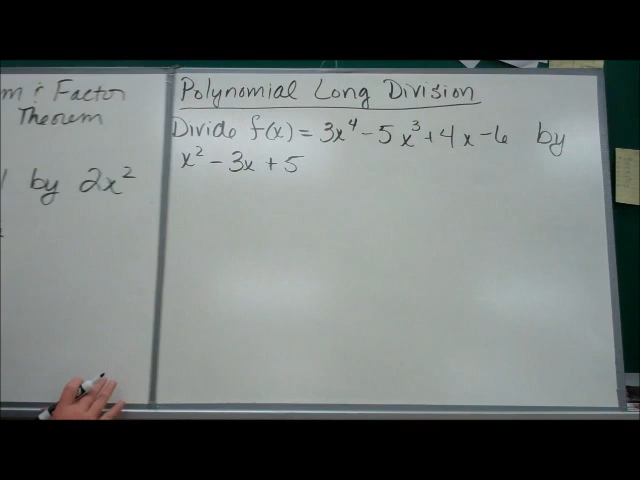 m & Factor
Theorem
by 2x²
Polynomial Long Division
Divide f(x) = 3x⁴ - 5x³ + 4x - 6 by
x² - 3x + 5